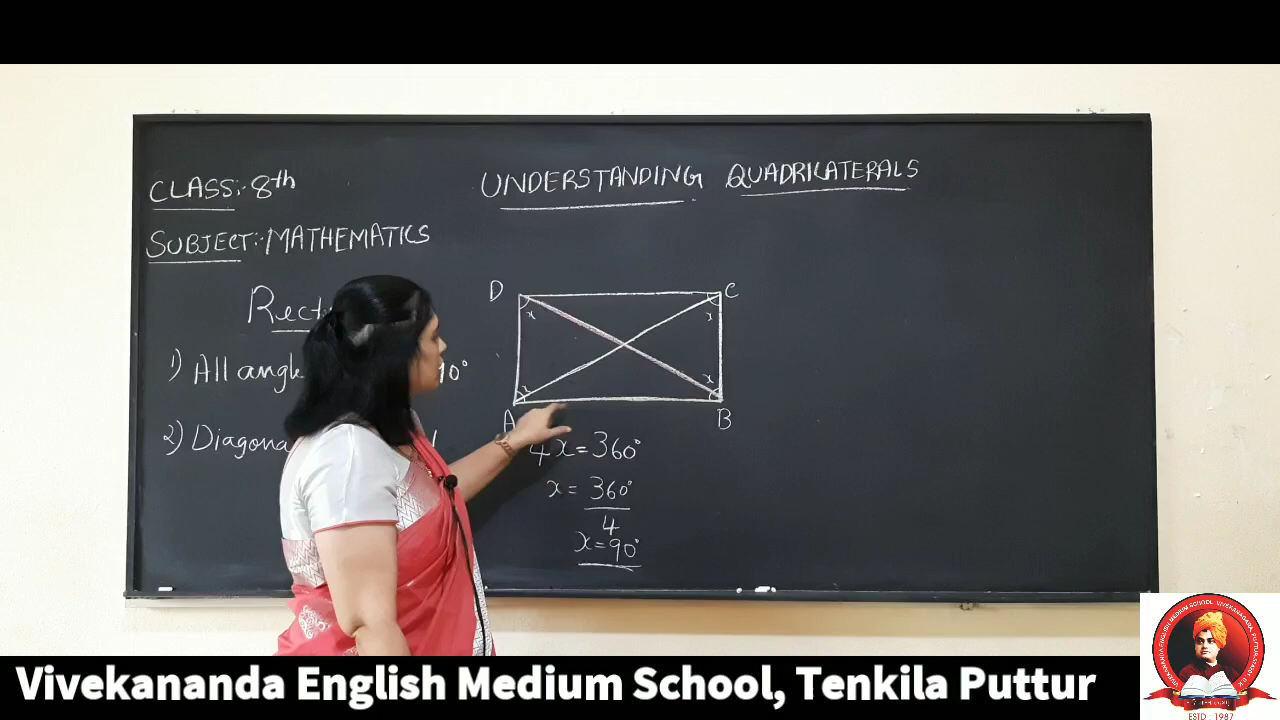 CLASS:- 8th
UNDERSTANDING QUADRILATERALS
SUBJECT:- MATHEMATICS
Rect
D
C
x
x
1) All angle
90°
x
x
A
B
2) Diagona
4x=360°
x = 360°
4
x=90°
Vivekananda English Medium School, Tenkila Puttur
ESTD : 1987